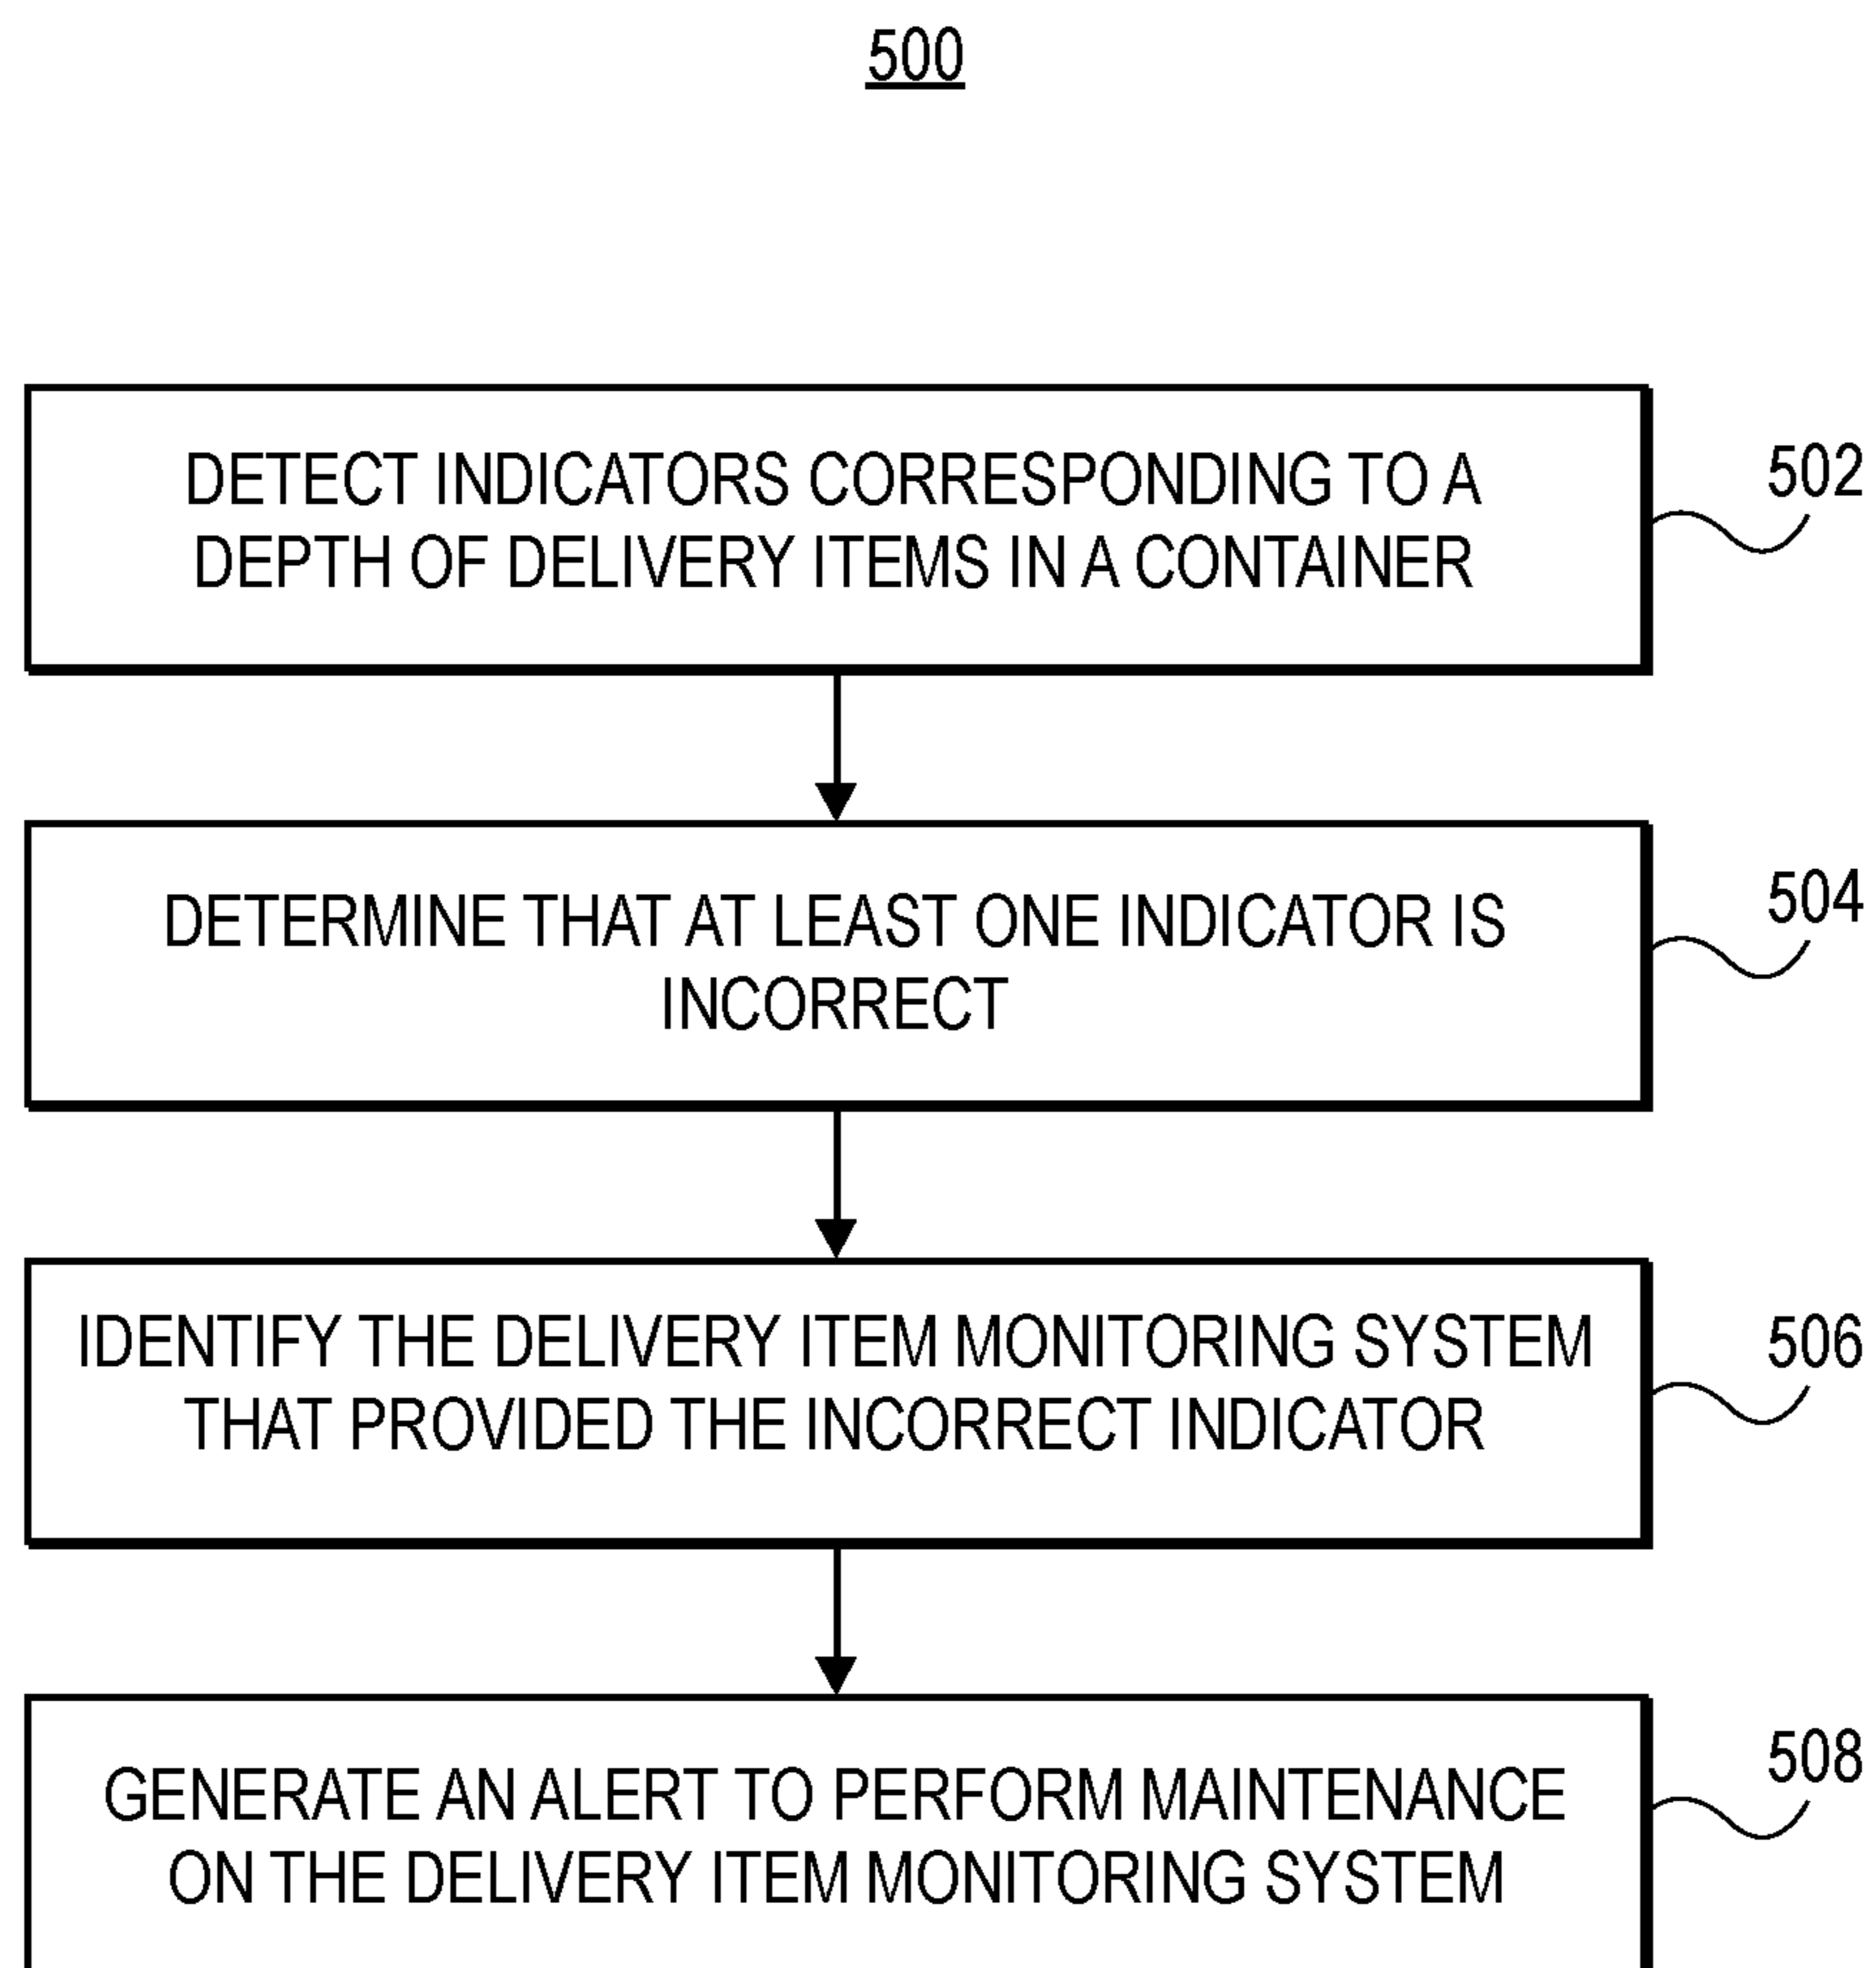 500
DETECT INDICATORS CORRESPONDING TO A
DEPTH OF DELIVERY ITEMS IN A CONTAINER
502
DETERMINE THAT AT LEAST ONE INDICATOR IS
INCORRECT
504
IDENTIFY THE DELIVERY ITEM MONITORING SYSTEM
THAT PROVIDED THE INCORRECT INDICATOR
506
GENERATE AN ALERT TO PERFORM MAINTENANCE
ON THE DELIVERY ITEM MONITORING SYSTEM
508